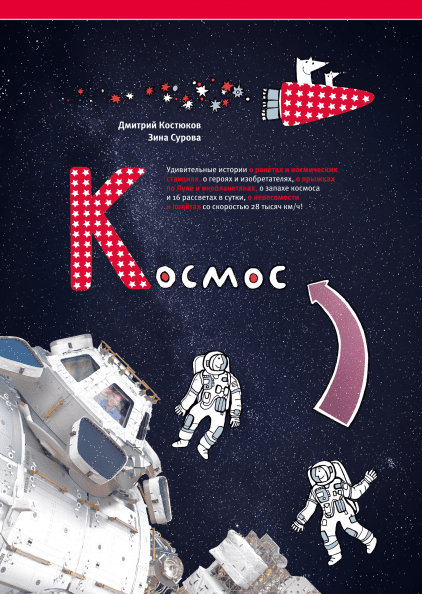 Дмитрий Костюков
Зина Сурова
Удивительные истории о ракетах и космических
станциях, о героях и изобретателях, о прыжках
по Луне и инопланетянах, о запахе космоса
и 16 рассветах в сутки, о невесомости
и полётах со скоростью 28 тысяч км/ч!
Космос